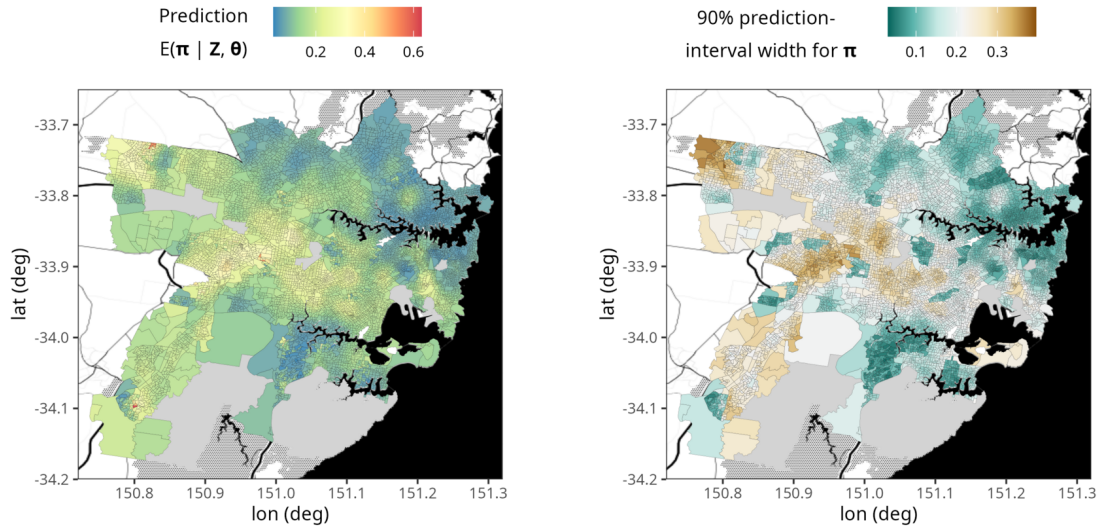 Prediction
E(π | Z, θ)
0.2 0.4 0.6
90% prediction-
interval width for π
0.1 0.2 0.3
-33.7
-33.8
-33.9
-34.0
-34.1
-34.2
lat (deg)
150.8 150.9 151.0 151.1 151.2 151.3
lon (deg)
-33.7
-33.8
-33.9
-34.0
-34.1
-34.2
lat (deg)
150.8 150.9 151.0 151.1 151.2 151.3
lon (deg)